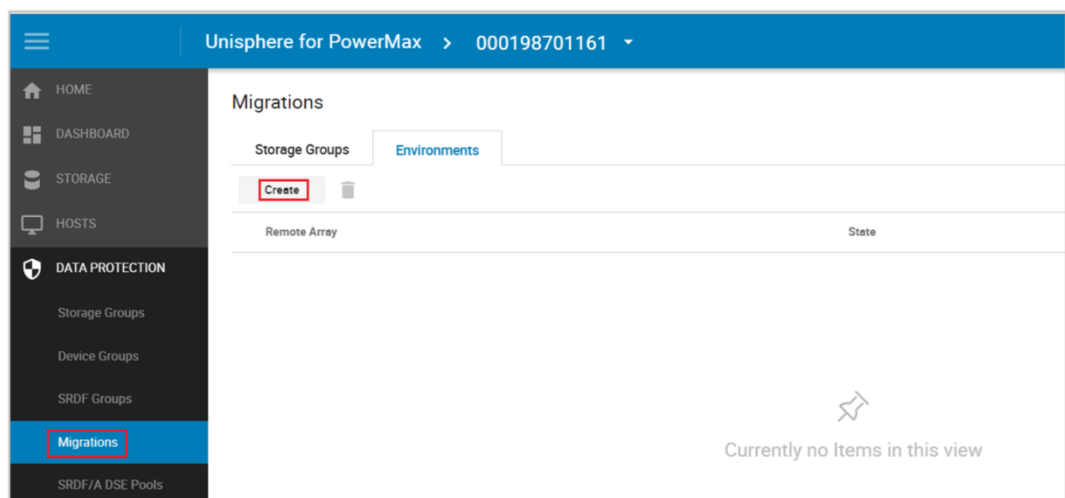 Unisphere for PowerMax > 000198701161
HOME
DASHBOARD
STORAGE
HOSTS
DATA PROTECTION
Storage Groups
Device Groups
SRDF Groups
Migrations
SRDF/A DSE Pools
Migrations
Storage Groups Environments
Create
Remote Array State
Currently no Items in this view